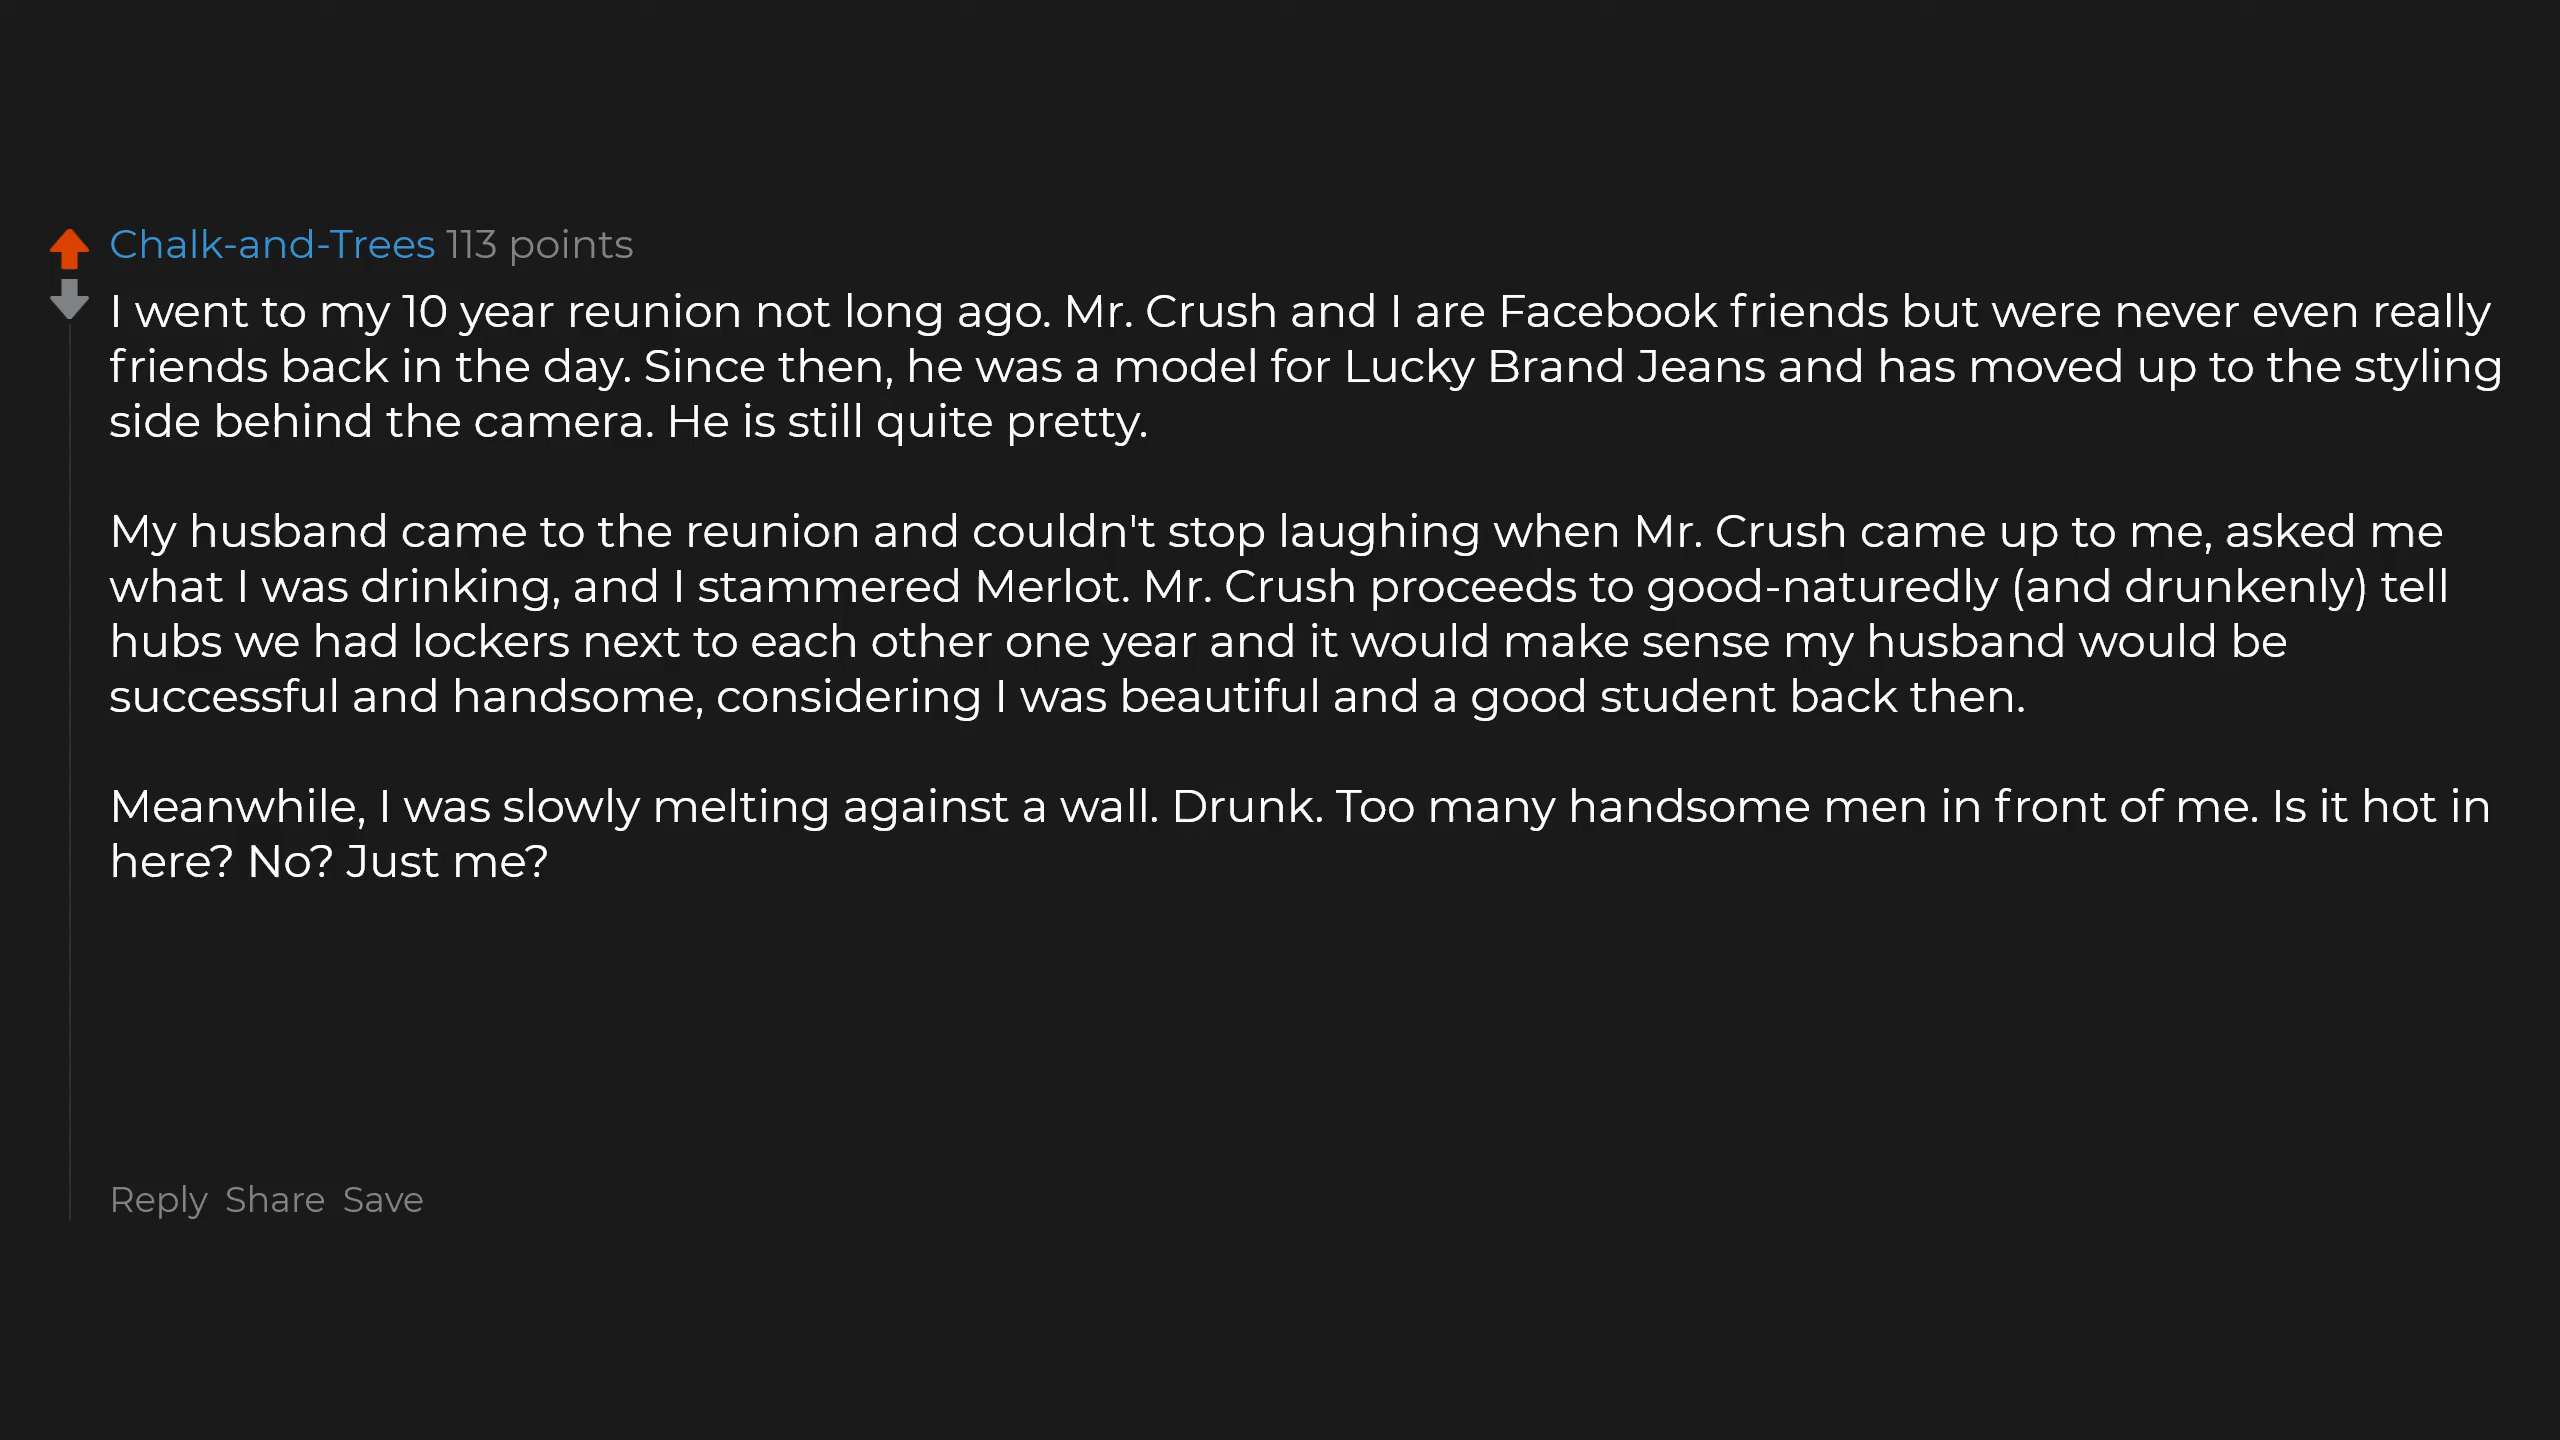 Chalk-and-Trees 113 points
I went to my 10 year reunion not long ago. Mr. Crush and I are Facebook friends but were never even really
friends back in the day. Since then, he was a model for Lucky Brand Jeans and has moved up to the styling
side behind the camera. He is still quite pretty.
My husband came to the reunion and couldn't stop laughing when Mr. Crush came up to me, asked me
what I was drinking, and I stammered Merlot. Mr. Crush proceeds to good-naturedly (and drunkenly) tell
hubs we had lockers next to each other one year and it would make sense my husband would be
successful and handsome, considering I was beautiful and a good student back then.
Meanwhile, I was slowly melting against a wall. Drunk. Too many handsome men in front of me. Is it hot in
here? No? Just me?
Reply Share Save